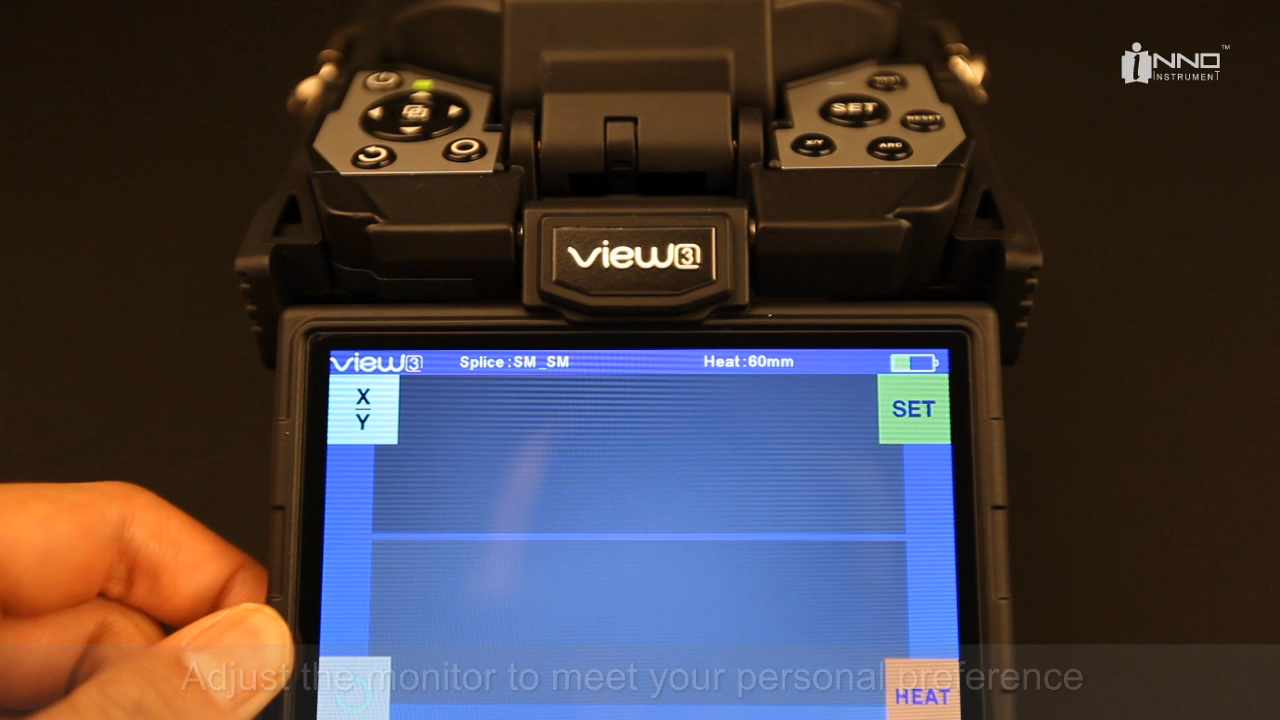 iNNO
INSTRUMENT
TM
SET
RESET
X/Y
ARC
view3
view3
Splice:SM_SM
Heat:60mm
X
Y
SET
Adjust the monitor to meet your personal preference
HEAT